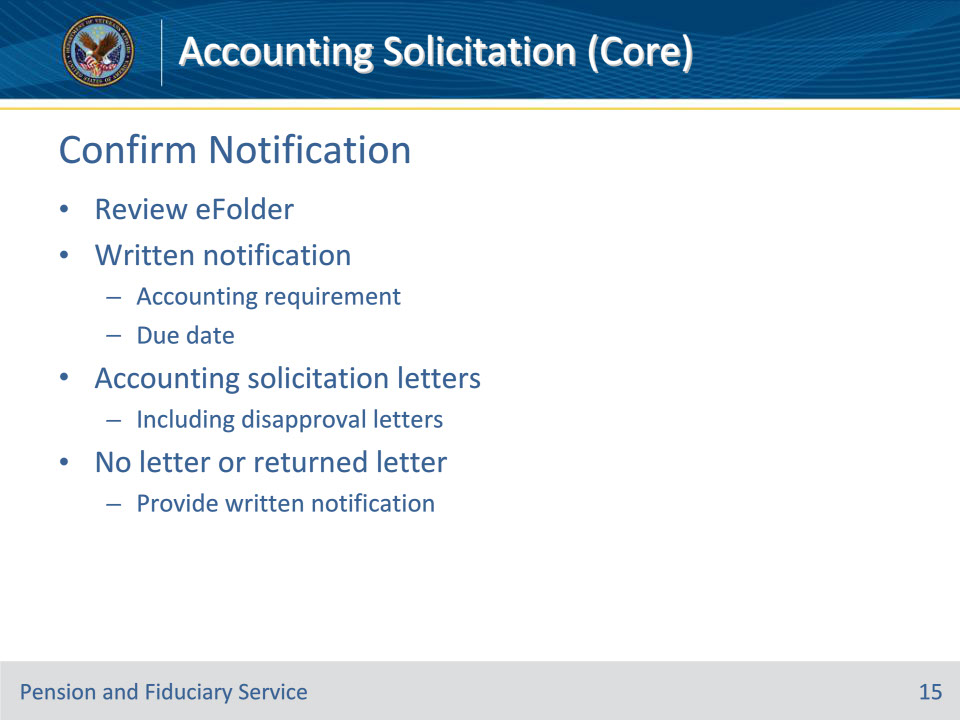 Accounting Solicitation (Core)
Confirm Notification
• Review eFolder
• Written notification
– Accounting requirement
– Due date
• Accounting solicitation letters
– Including disapproval letters
• No letter or returned letter
– Provide written notification
Pension and Fiduciary Service
15